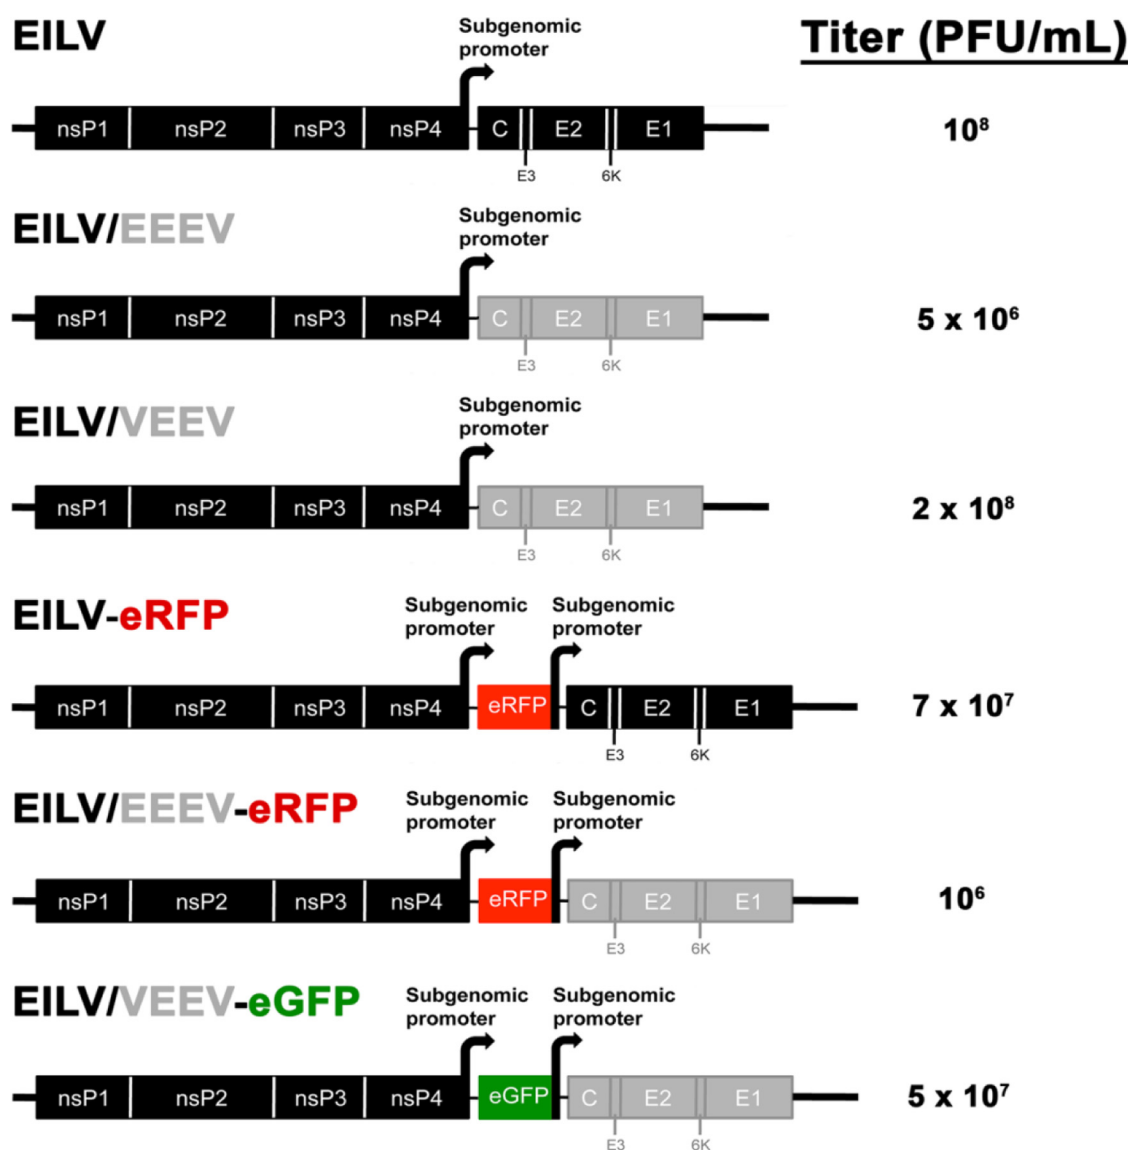 EILV
Subgenomic
promoter
Titer (PFU/mL)
nsP1 nsP2 nsP3 nsP4 C E2 E1
10⁸
E3 6K
EILV/EEEV
Subgenomic
promoter
nsP1 nsP2 nsP3 nsP4 C E2 E1
5 x 10⁶
E3 6K
EILV/VEEV
Subgenomic
promoter
nsP1 nsP2 nsP3 nsP4 C E2 E1
2 x 10⁸
E3 6K
EILV-eRFP
Subgenomic
promoter
Subgenomic
promoter
nsP1 nsP2 nsP3 nsP4 eRFP C E2 E1
7 x 10⁷
E3 6K
EILV/EEEV-eRFP
Subgenomic
promoter
Subgenomic
promoter
nsP1 nsP2 nsP3 nsP4 eRFP C E2 E1
10⁶
E3 6K
EILV/VEEV-eGFP
Subgenomic
promoter
Subgenomic
promoter
nsP1 nsP2 nsP3 nsP4 eGFP C E2 E1
5 x 10⁷
E3 6K